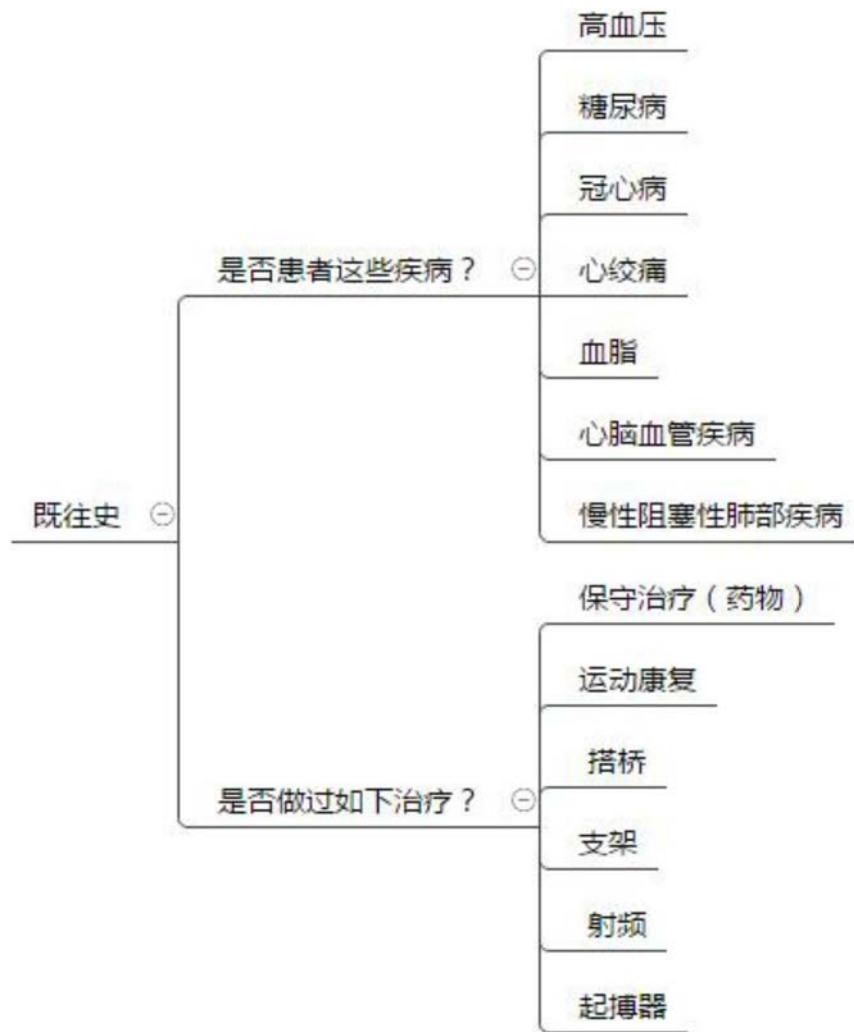 既往史
是否患者这些疾病？
高血压
糖尿病
冠心病
心绞痛
血脂
心脑血管疾病
慢性阻塞性肺部疾病
是否做过如下治疗？
保守治疗（药物）
运动康复
搭桥
支架
射频
起搏器